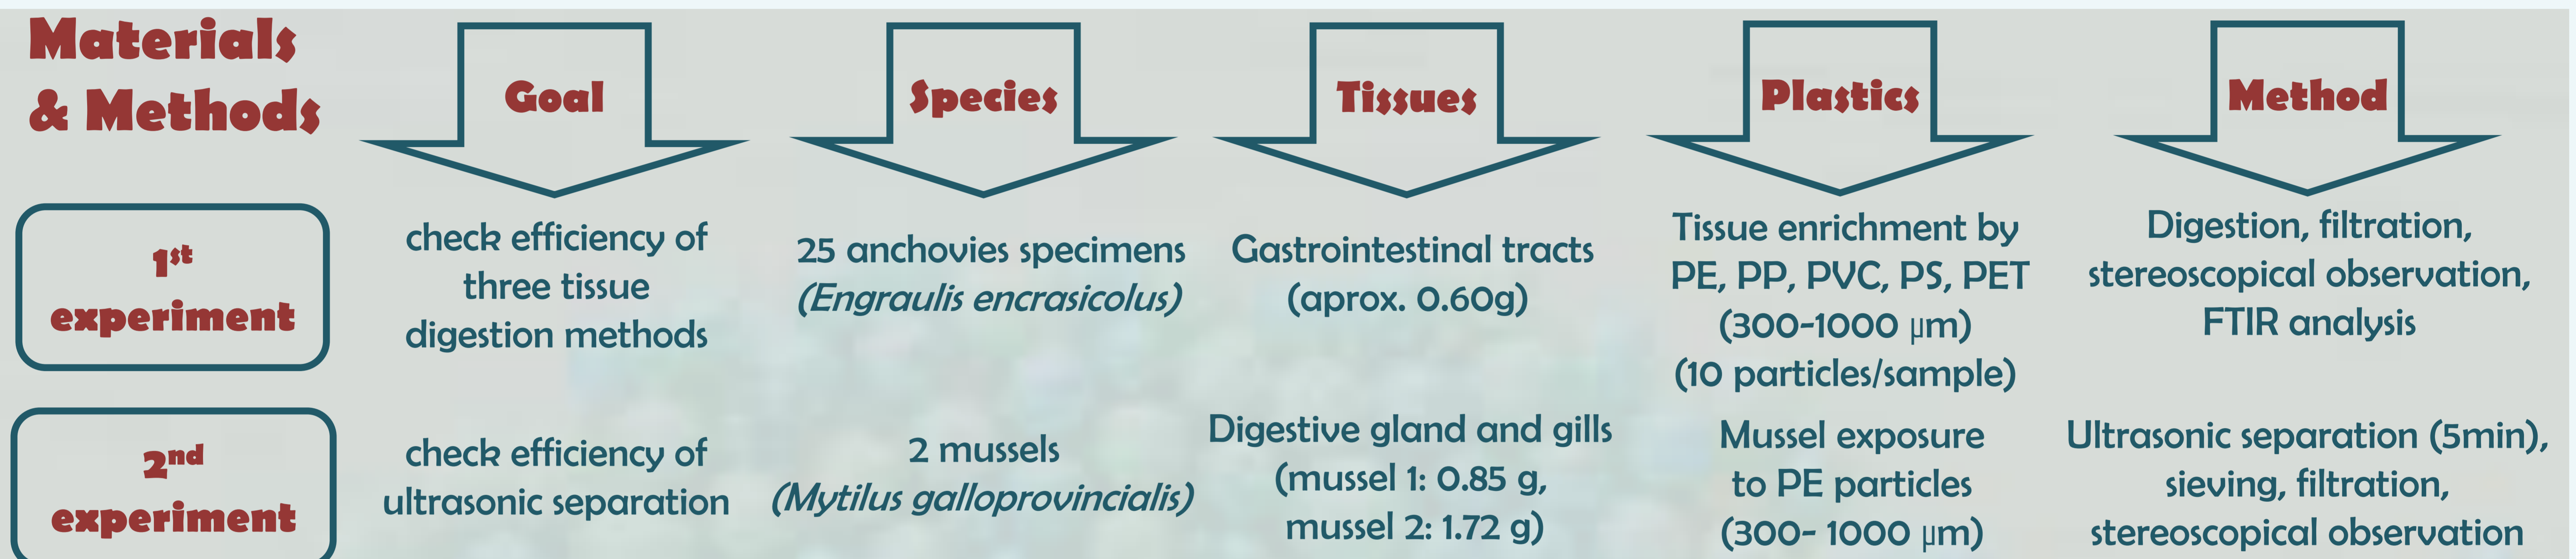 Materials
& Methods
Goal
Species
Tissues
Plastics
Method
1st
experiment
check efficiency of
three tissue
digestion methods
25 anchovies specimens
(Engraulis encrasicolus)
Gastrointestinal tracts
(aprox. 0.60g)
Tissue enrichment by
PE, PP, PVC, PS, PET
(300-1000 μm)
(10 particles/sample)
Digestion, filtration,
stereoscopical observation,
FTIR analysis
2nd
experiment
check efficiency of
ultrasonic separation
2 mussels
(Mytilus galloprovincialis)
Digestive gland and gills
(mussel 1: 0.85 g,
mussel 2: 1.72 g)
Mussel exposure
to PE particles
(300- 1000 μm)
Ultrasonic separation (5min),
sieving, filtration,
stereoscopical observation